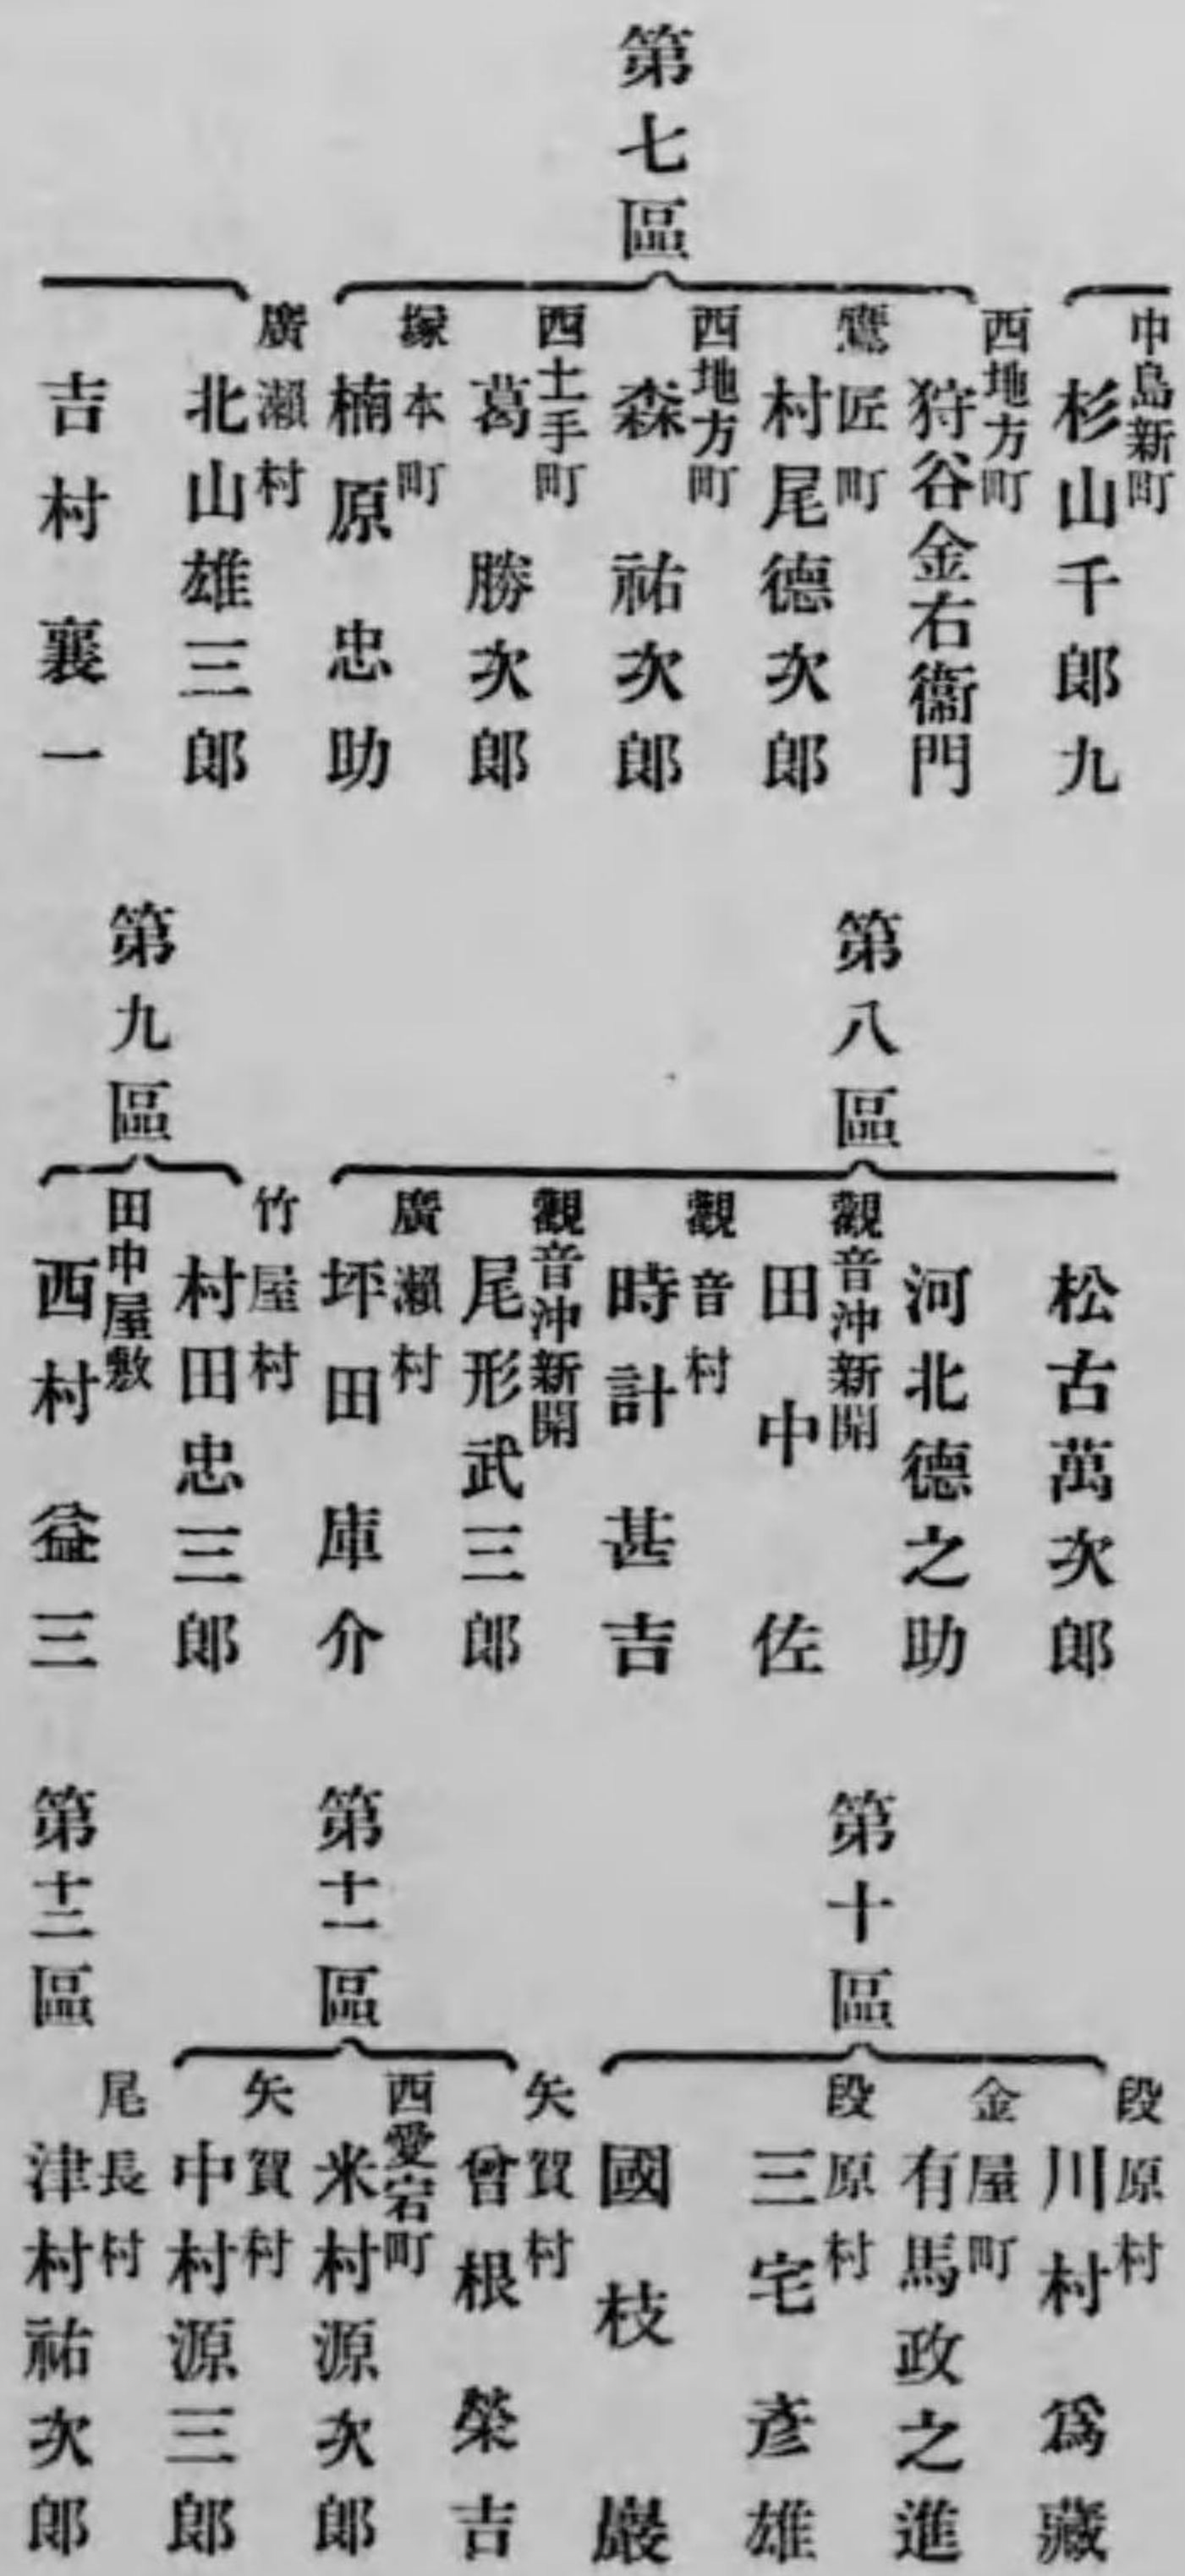 中島新町
杉山千郎九
第七區
西地方町
狩谷金右衞門
鷹匠町
村尾德次郎
西地方町
森祐次郎
西土手町
葛勝次郎
塚本町
楠原忠助
廣瀨村
北山雄三郎
吉村襄一
松古萬次郎
河北德之助
第八區
觀音沖新開
田中佐
觀音村
時計甚吉
觀音沖新開
尾形武三郎
廣瀨村
坪田庫介
竹屋村
村田忠三郎
第九區
田中屋敷
西村益三
段原村
川村爲藏
金屋町
有馬政之進
第十區
段原村
三宅彥雄
國枝巖
矢賀村
曾根榮吉
西愛宕町
米村源次郎
第十一區
矢賀村
中村源三郎
尾長村
津村祐次郎
第十二區